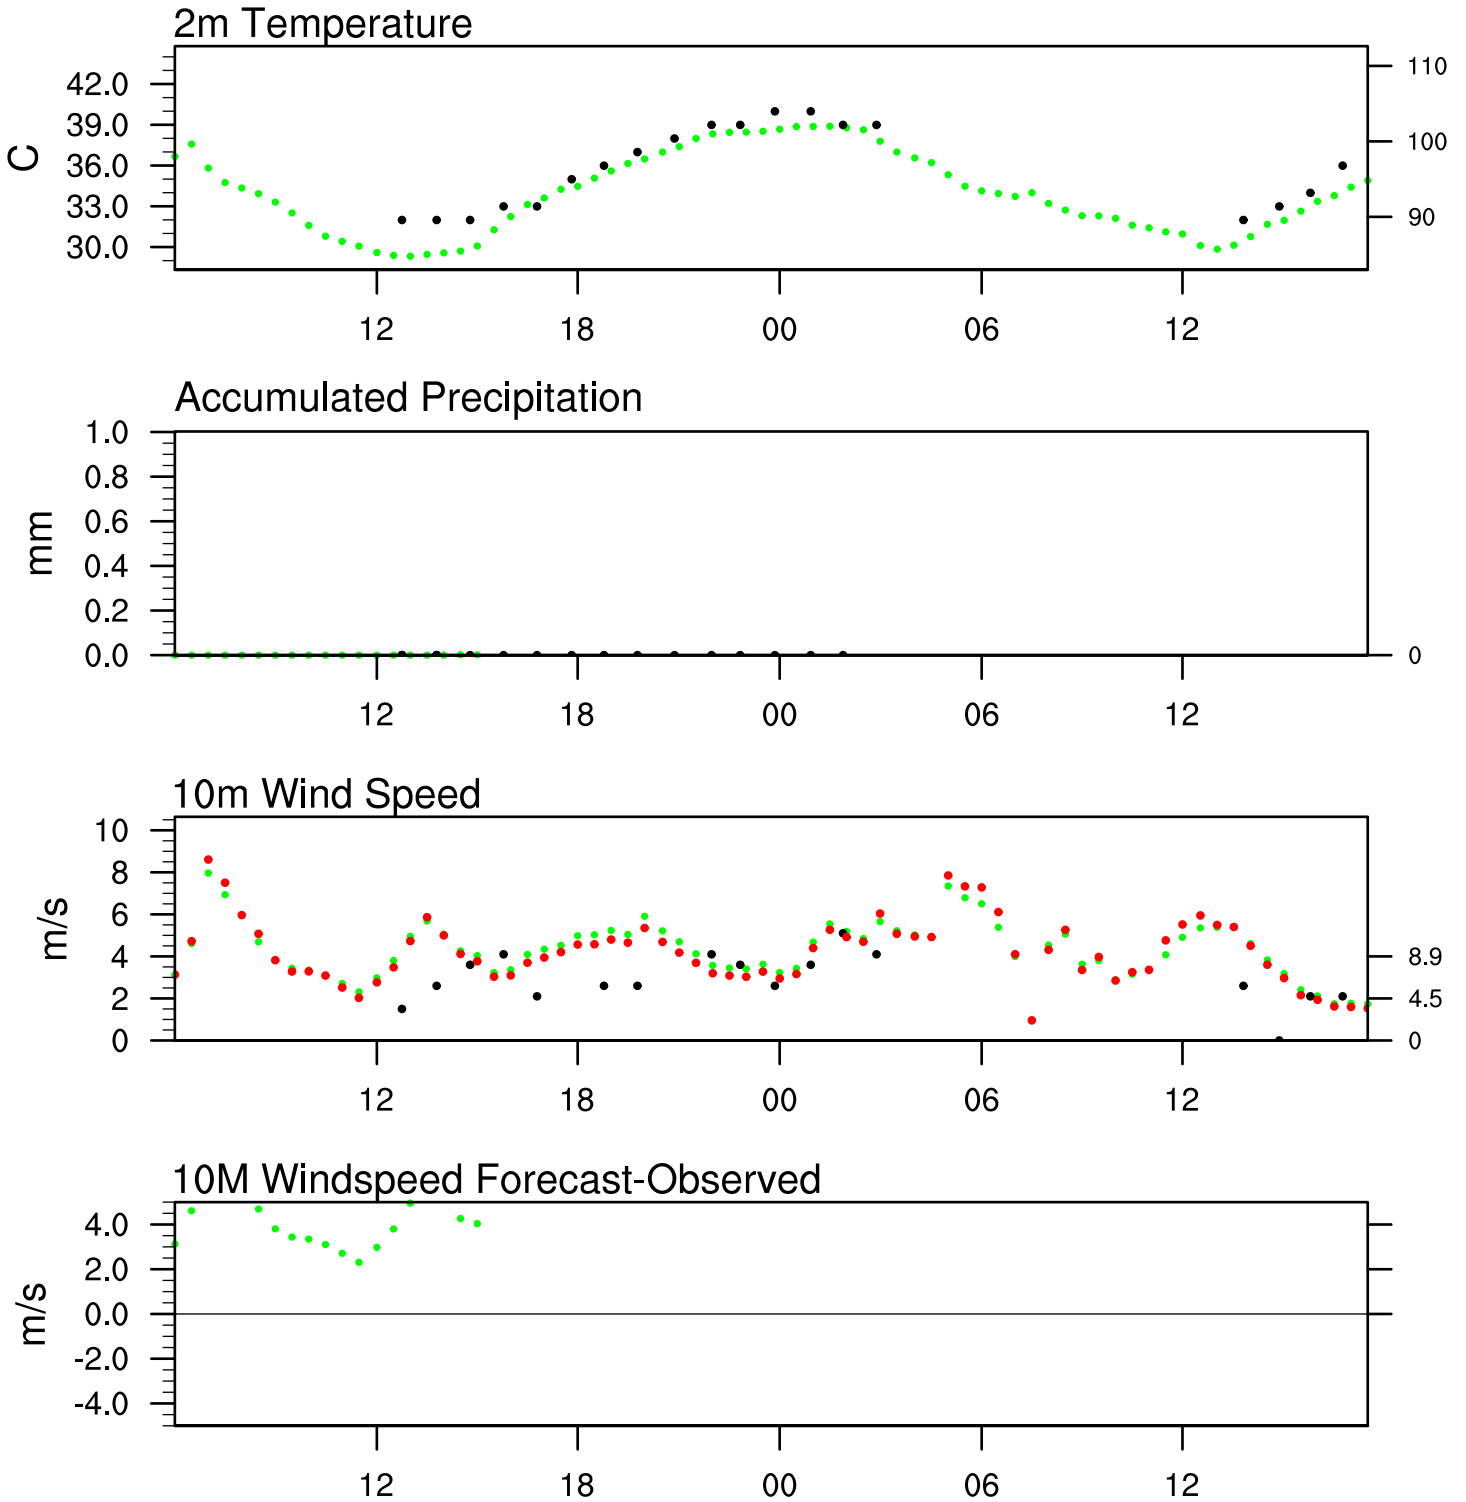 2m Temperature
42.0
39.0
36.0
33.0
30.0
C
110
100
90
12 18 00 06 12
Accumulated Precipitation
1.0
0.8
0.6
0.4
0.2
0.0
mm
0
12 18 00 06 12
10m Wind Speed
10
8
6
4
2
0
m/s
8.9
4.5
0
12 18 00 06 12
10M Windspeed Forecast-Observed
4.0
2.0
0.0
-2.0
-4.0
m/s
12 18 00 06 12